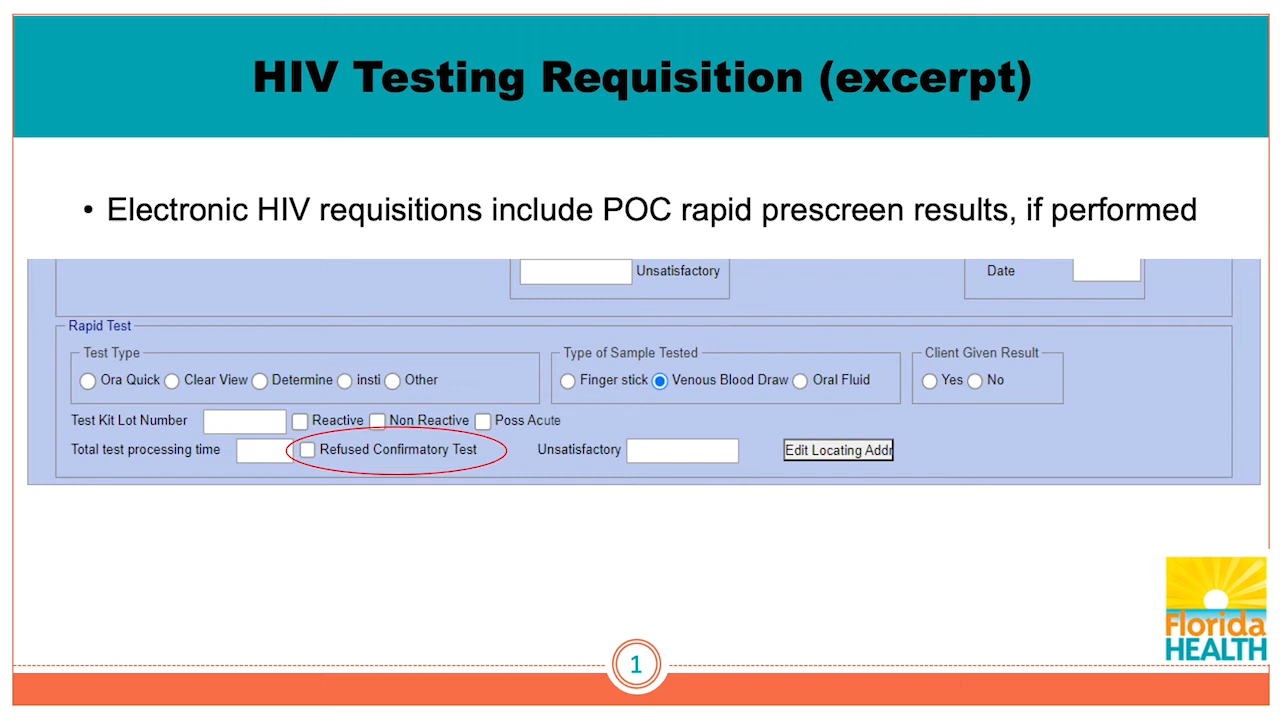 HIV Testing Requisition (excerpt)
• Electronic HIV requisitions include POC rapid prescreen results, if performed
Unsatisfactory
Date
Rapid Test
Test Type
Ora Quick Clear View Determine insti Other
Type of Sample Tested
Finger stick Venous Blood Draw Oral Fluid
Client Given Result
Yes No
Test Kit Lot Number Reactive Non Reactive Poss Acute
Total test processing time Refused Confirmatory Test Unsatisfactory Edit Locating Addr
Florida
HEALTH
1